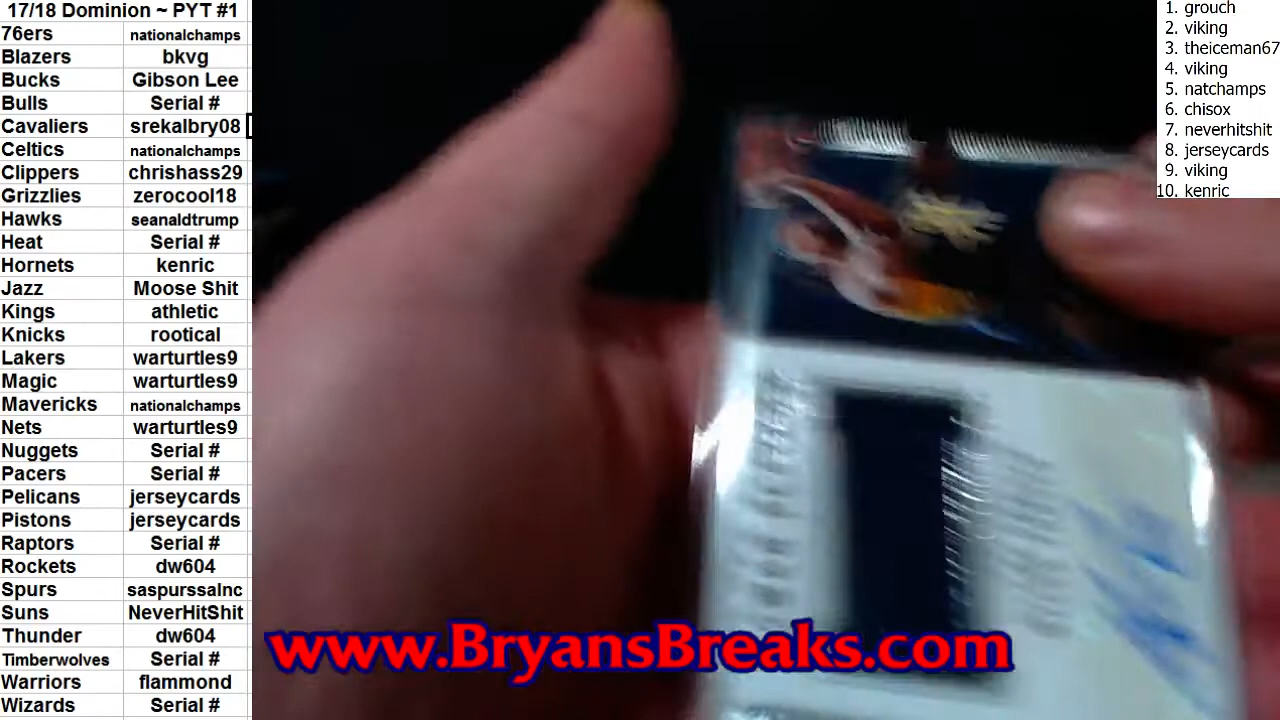 17/18 Dominion ~ PYT #1
76ers nationalchamps
Blazers bkvg
Bucks Gibson Lee
Bulls Serial #
Cavaliers srekalbry08
Celtics nationalchamps
Clippers chrishass29
Grizzlies zerocool18
Hawks seanaldtrump
Heat Serial #
Hornets kenric
Jazz Moose Shit
Kings athletic
Knicks rootical
Lakers warturtles9
Magic warturtles9
Mavericks nationalchamps
Nets warturtles9
Nuggets Serial #
Pacers Serial #
Pelicans jerseycards
Pistons jerseycards
Raptors Serial #
Rockets dw604
Spurs saspurssaInc
Suns NeverHitShit
Thunder dw604
Timberwolves Serial #
Warriors flammond
Wizards Serial #
1. grouch
2. viking
3. theiceman67
4. viking
5. natchamps
6. chisox
7. neverhitshit
8. jerseycards
9. viking
10. kenric
www.BryansBreaks.com